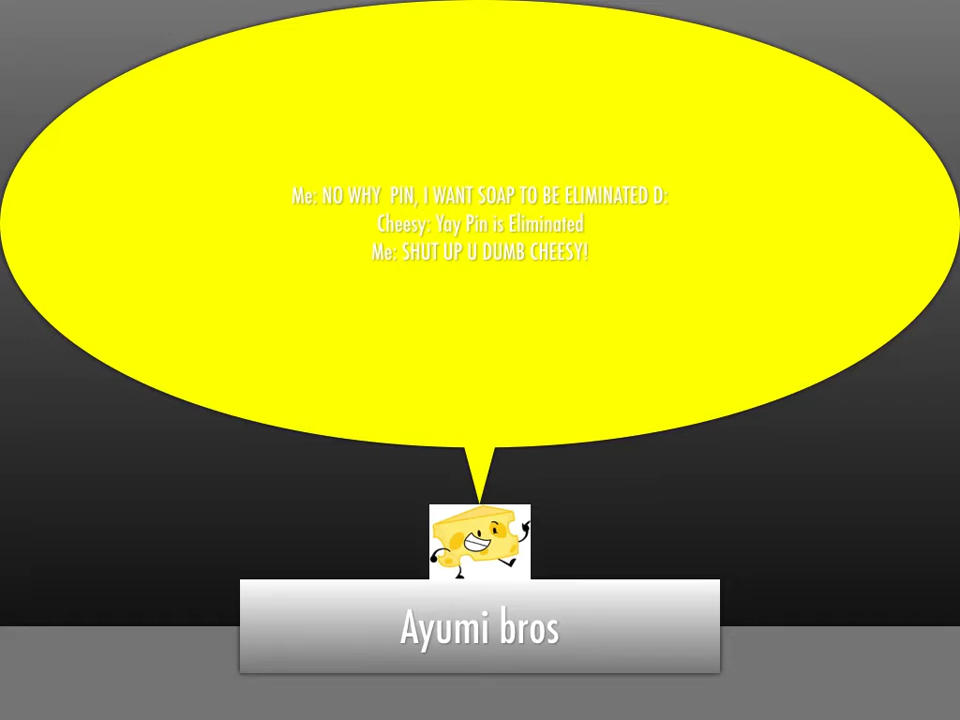 Me: NO WHY  PIN, I WANT SOAP TO BE ELIMINATED D:
Cheesy: Yay Pin is Eliminated
Me: SHUT UP U DUMB CHEESY!
Ayumi bros